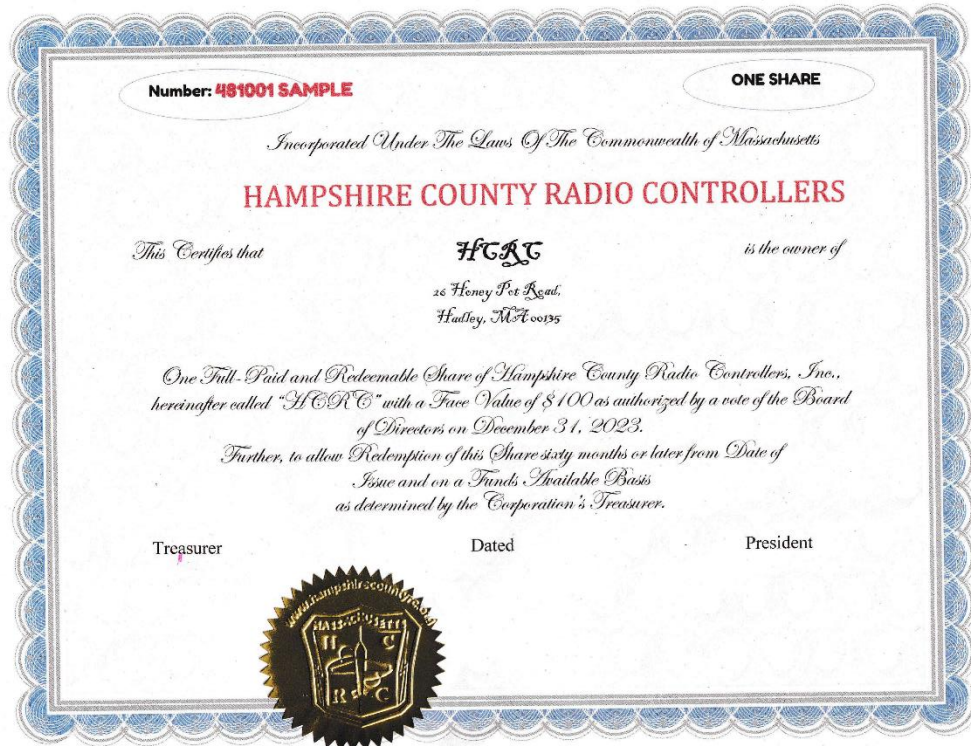 Number: 481001 SAMPLE
ONE SHARE
Incorporated Under The Laws Of The Commonwealth of Massachusetts
HAMPSHIRE COUNTY RADIO CONTROLLERS
This Certifies that
HCRC
is the owner of
26 Honey Pot Road,
Hadley, MA 00135
One Full-Paid and Redeemable Share of Hampshire County Radio Controllers, Inc.,
hereinafter called "HCRC" with a Face Value of $100 as authorized by a vote of the Board
of Directors on December 31, 2023.
Further, to allow Redemption of this Share sixty months or later from Date of
Issue and on a Funds Available Basis
as determined by the Corporation's Treasurer.
Treasurer
Dated
President
www.hampshirecountyrc.org
MASSACHUSETTS
H C
R C